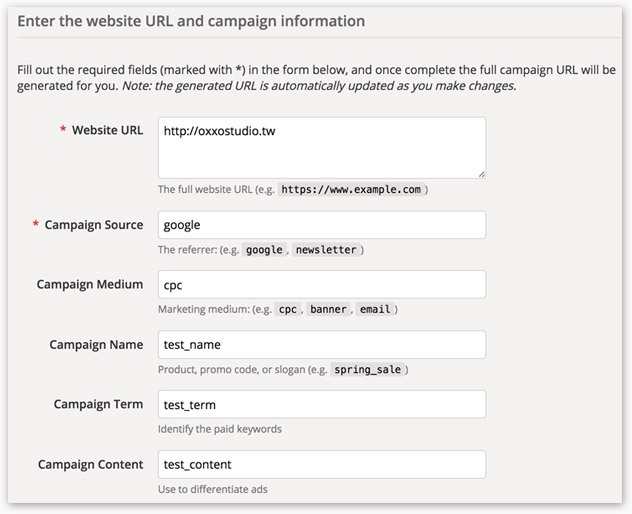 Enter the website URL and campaign information
Fill out the required fields (marked with *) in the form below, and once complete the full campaign URL will be
generated for you. Note: the generated URL is automatically updated as you make changes.
* Website URL
http://oxxostudio.tw
The full website URL (e.g. https://www.example.com )
* Campaign Source
google
The referrer: (e.g. google , newsletter )
Campaign Medium
cpc
Marketing medium: (e.g. cpc , banner , email )
Campaign Name
test_name
Product, promo code, or slogan (e.g. spring_sale )
Campaign Term
test_term
Identify the paid keywords
Campaign Content
test_content
Use to differentiate ads